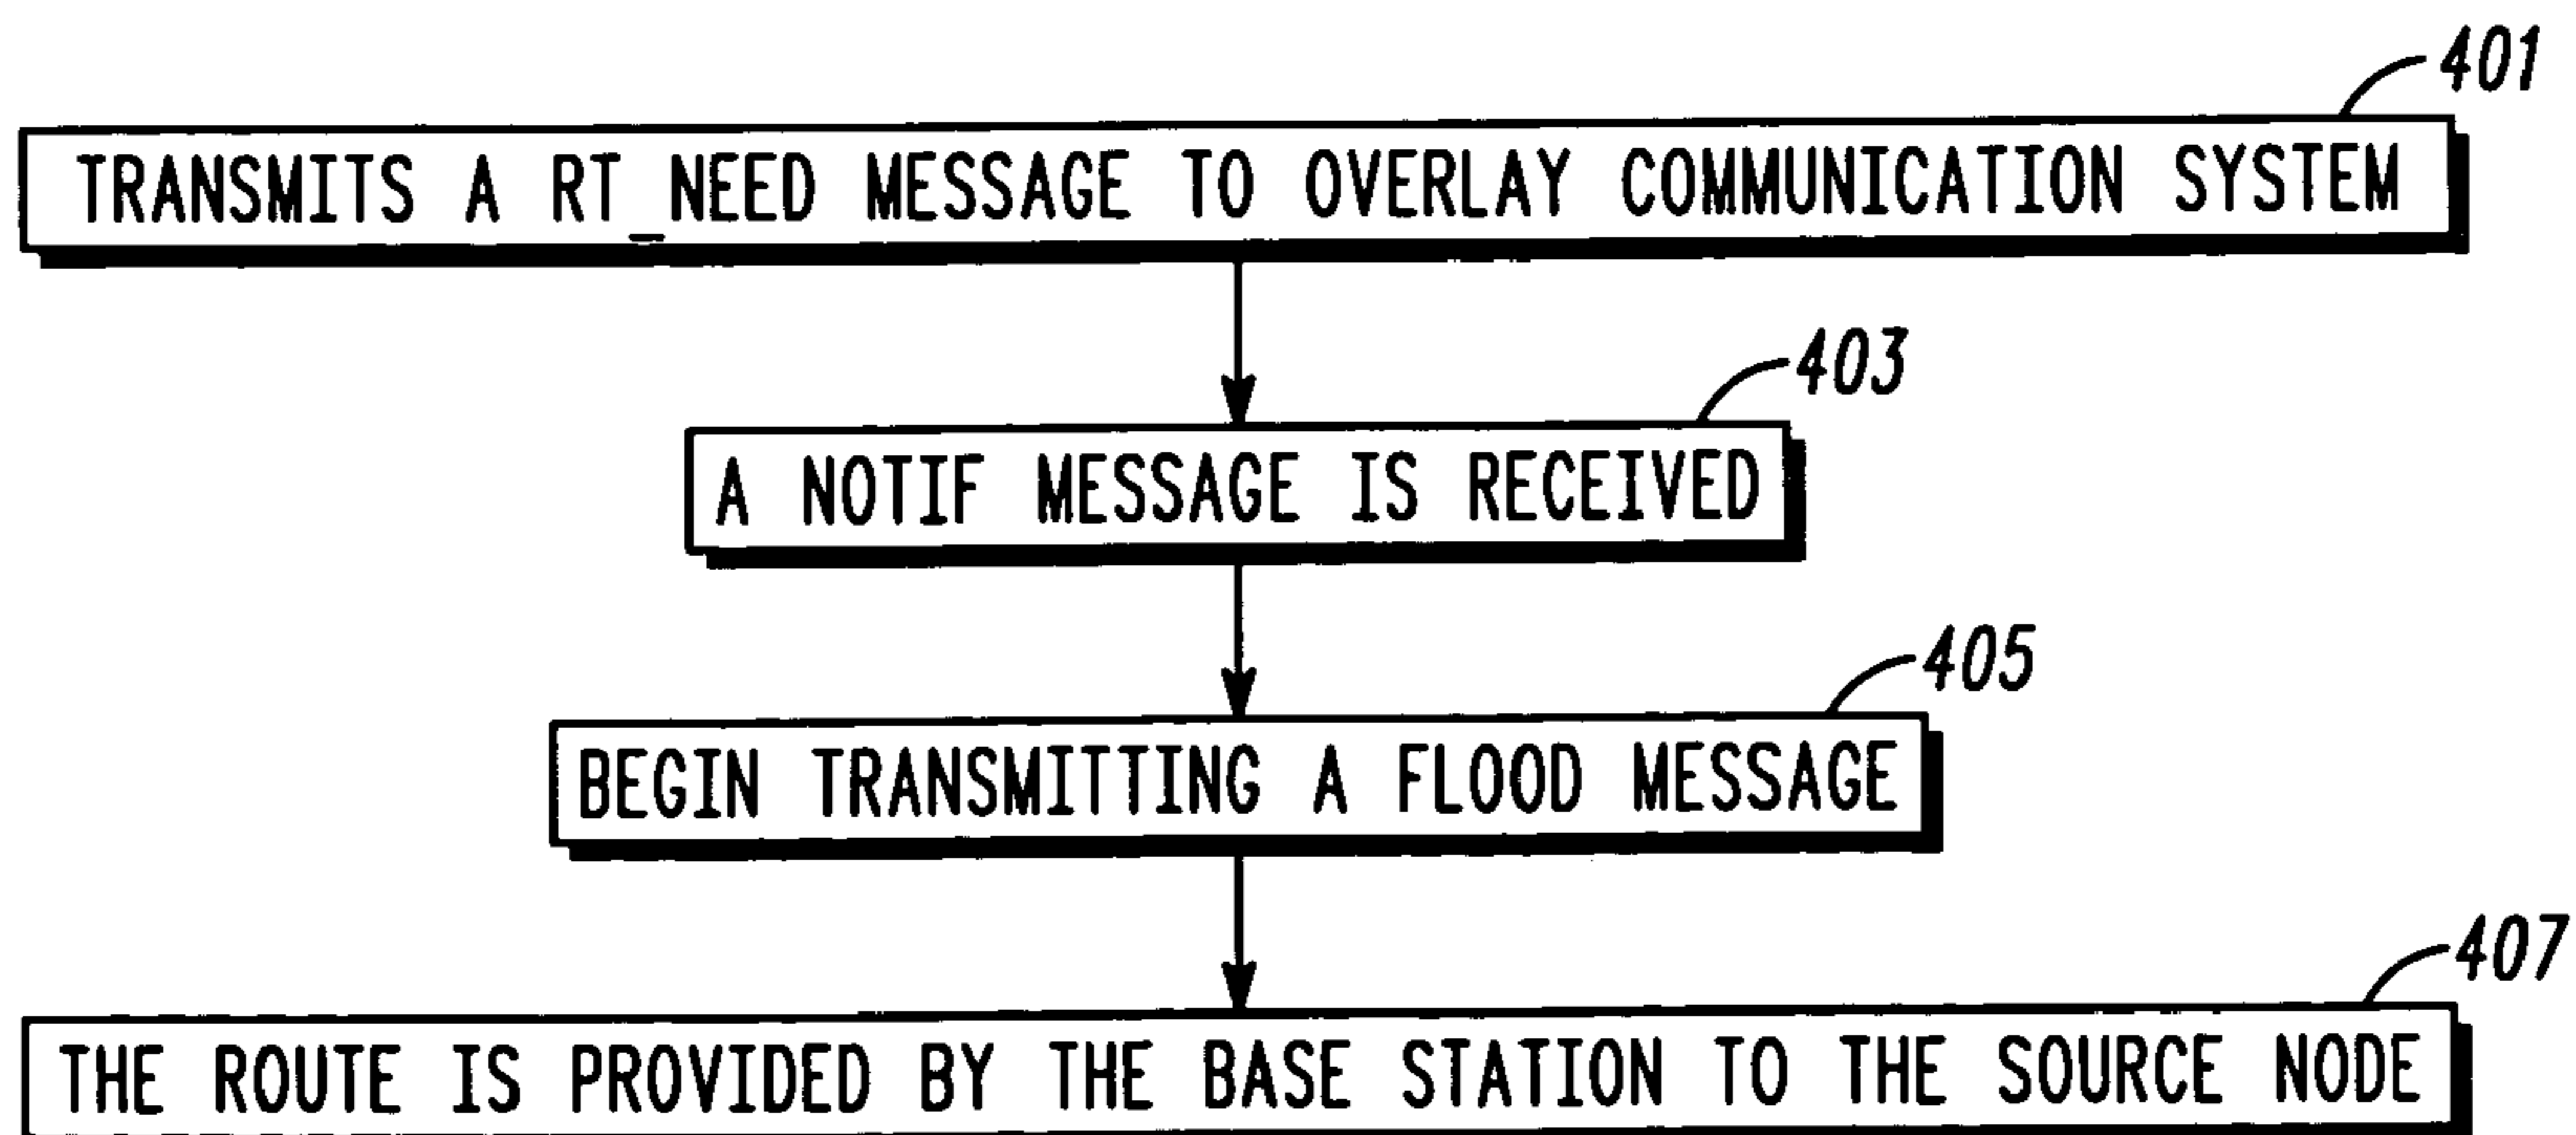 401
TRANSMITS A RT_NEED MESSAGE TO OVERLAY COMMUNICATION SYSTEM
403
A NOTIF MESSAGE IS RECEIVED
405
BEGIN TRANSMITTING A FLOOD MESSAGE
407
THE ROUTE IS PROVIDED BY THE BASE STATION TO THE SOURCE NODE